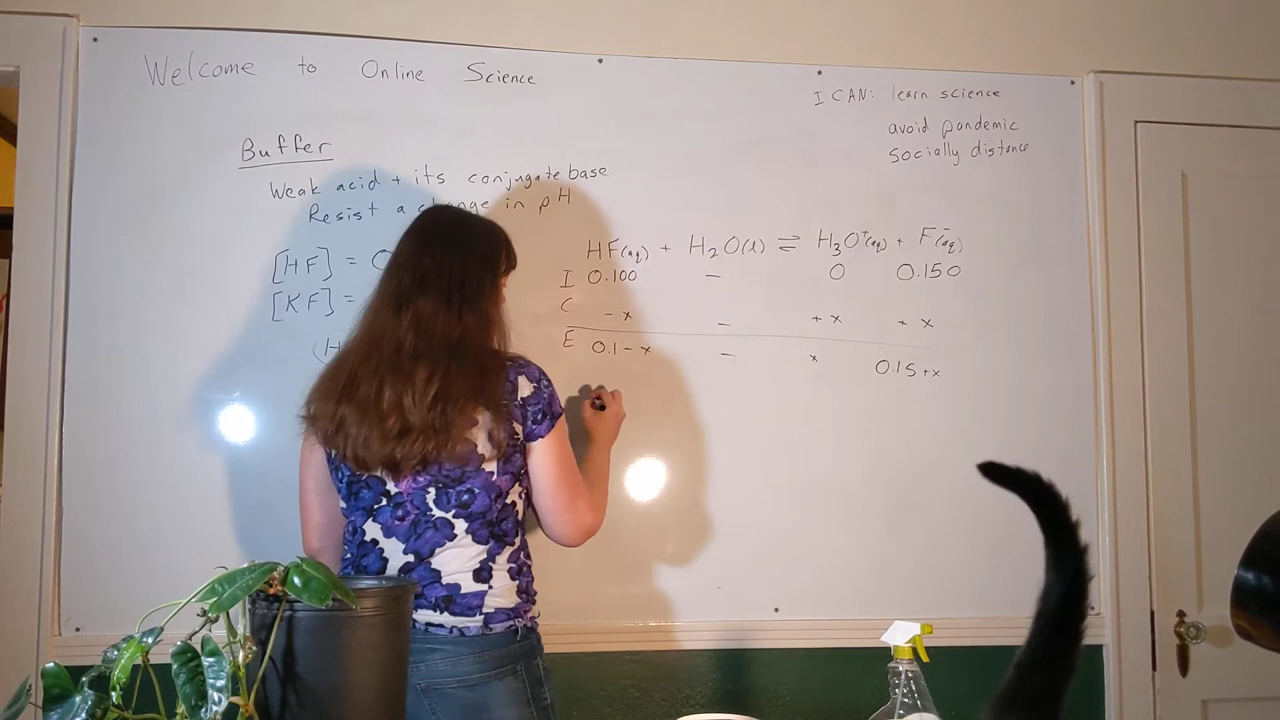 Welcome to Online Science
I CAN: learn science
avoid pandemic
socially distance
Buffer
Weak acid + its conjugate base
Resist a change in pH
[HF] =
[KF] =
HF(aq) + H₂O(l) ⇌ H₃O⁺(aq) + F⁻(aq)
I 0.100 – 0 0.150
C - x – + x + x
E 0.1 - x – x 0.15 + x